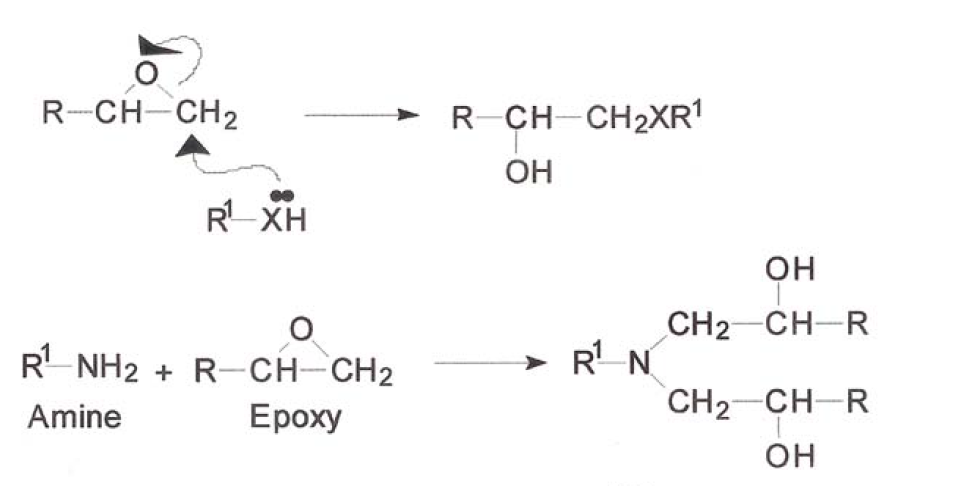 O
R–CH–CH₂
R–CH–CH₂XR¹
OH
R¹–XH
OH
CH₂–CH–R
O
R¹–NH₂ + R–CH–CH₂
R¹–N
Amine
Epoxy
CH₂–CH–R
OH